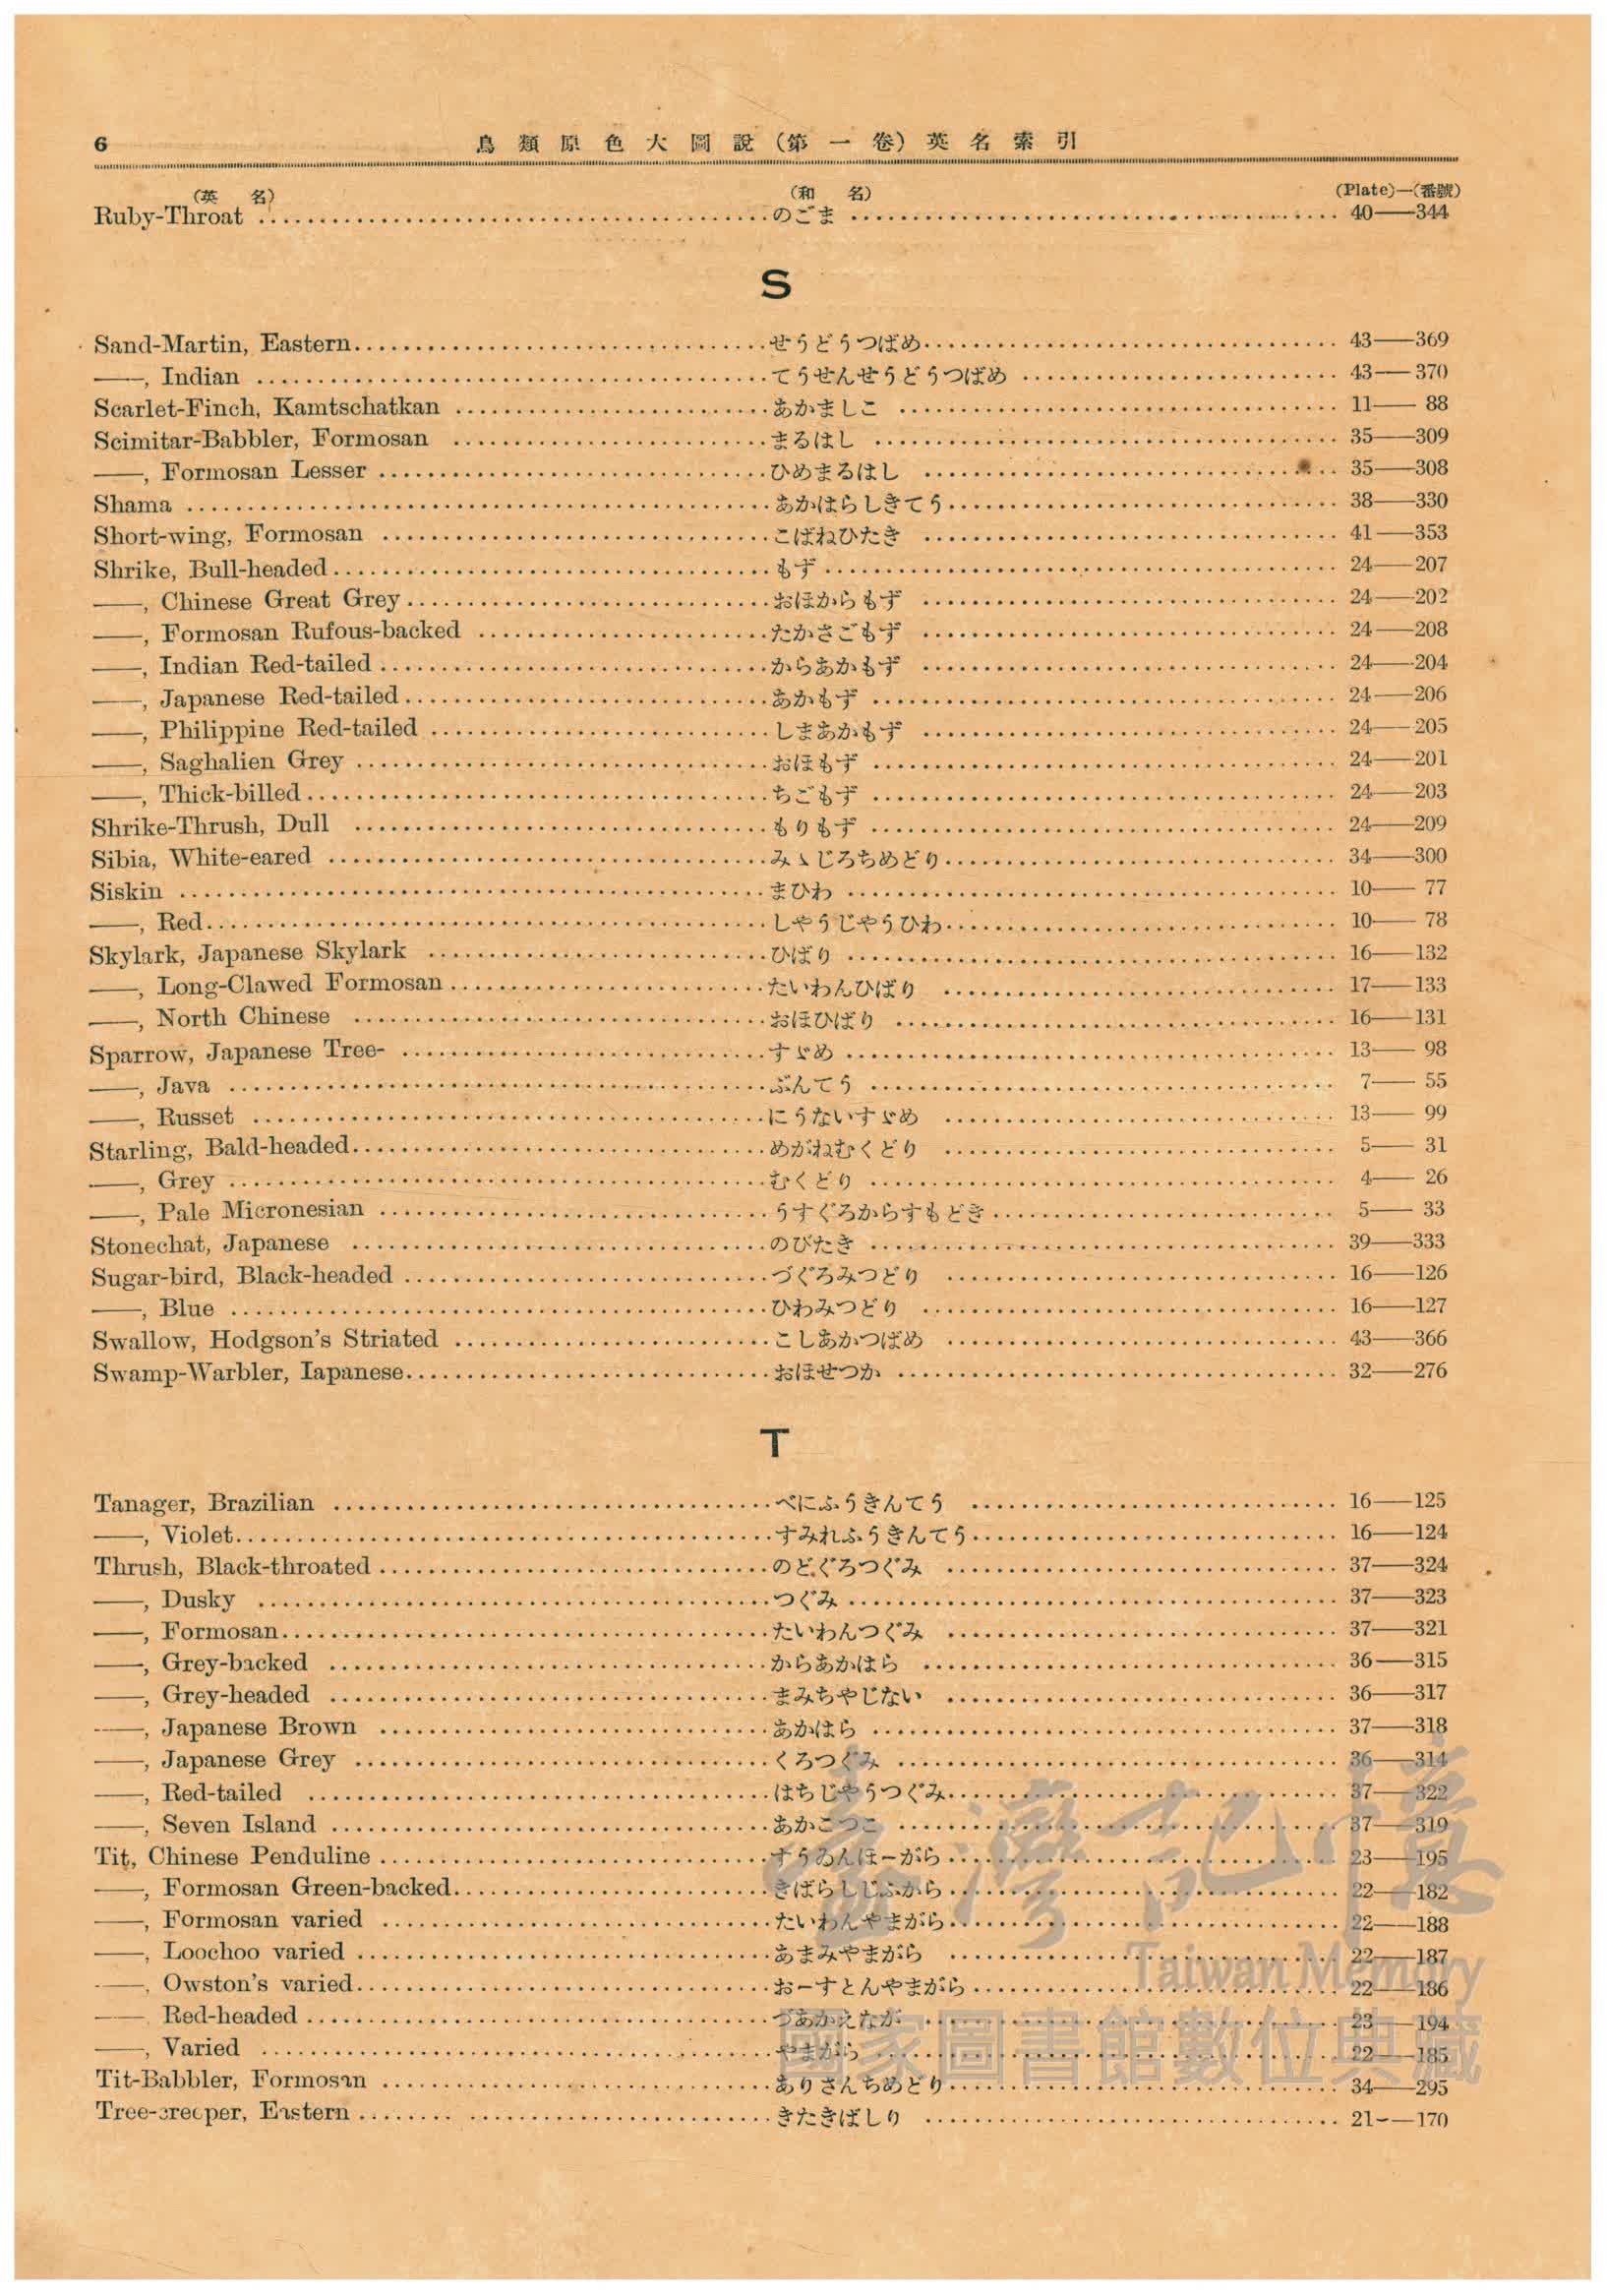 6 鳥類原色大圖說(第一卷)英名索引
(英 名) (和 名) (Plate)—(番號)
Ruby-Throat のごま 40——344
S
Sand-Martin, Eastern せうどうつばめ 43——369
——, Indian てうせんせうどうつばめ 43——370
Scarlet-Finch, Kamtschatkan あかましこ 11——88
Scimitar-Babbler, Formosan まるはし 35——309
——, Formosan Lesser ひめまるはし 35——308
Shama あかはらしきてう 38——330
Short-wing, Formosan こばねひたき 41——353
Shrike, Bull-headed もず 24——207
——, Chinese Great Grey おほからもず 24——202
——, Formosan Rufous-backed たかさごもず 24——208
——, Indian Red-tailed からあかもず 24——204
——, Japanese Red-tailed あかもず 24——206
——, Philippine Red-tailed しまあかもず 24——205
——, Saghalien Grey おほもず 24——201
——, Thick-billed ちごもず 24——203
Shrike-Thrush, Dull もりもず 24——209
Sibia, White-eared みゝじろちめどり 34——300
Siskin まひわ 10——77
——, Red しやうじやうひわ 10——78
Skylark, Japanese Skylark ひばり 16——132
——, Long-Clawed Formosan たいわんひばり 17——133
——, North Chinese おほひばり 16——131
Sparrow, Japanese Tree- すゞめ 13——98
——, Java ぶんてう 7——55
——, Russet にうないすゞめ 13——99
Starling, Bald-headed めがねむくどり 5——31
——, Grey むくどり 4——26
——, Pale Micronesian うすぐろからすもどき 5——33
Stonechat, Japanese のびたき 39——333
Sugar-bird, Black-headed づぐろみつどり 16——126
——, Blue ひわみつどり 16——127
Swallow, Hodgson's Striated こしあかつばめ 43——366
Swamp-Warbler, Iapanese おほせつか 32——276
T
Tanager, Brazilian べにふうきんてう 16——125
——, Violet すみれふうきんてう 16——124
Thrush, Black-throated のどぐろつぐみ 37——324
——, Dusky つぐみ 37——323
——, Formosan たいわんつぐみ 37——321
——, Grey-backed からあかはら 36——315
——, Grey-headed まみちやじない 36——317
——, Japanese Brown あかはら 37——318
——, Japanese Grey くろつぐみ 36——314
——, Red-tailed はちじやうつぐみ 37——322
——, Seven Island あかこつこ 37——319
Tit, Chinese Penduline すうゐんほーがら 23——195
——, Formosan Green-backed きばらしじふから 22——182
——, Formosan varied たいわんやまがら 22——188
——, Loochoo varied あまみやまがら 22——187
——, Owston's varied おーすとんやまがら 22——186
—— Red-headed づあかえなが 23——194
——, Varied やまがら 22——185
Tit-Babbler, Formosan ありさんちめどり 34——295
Tree-creeper, Eastern きたきばしり 21——170
臺灣記憶
Taiwan Memory
國家圖書館數位典藏